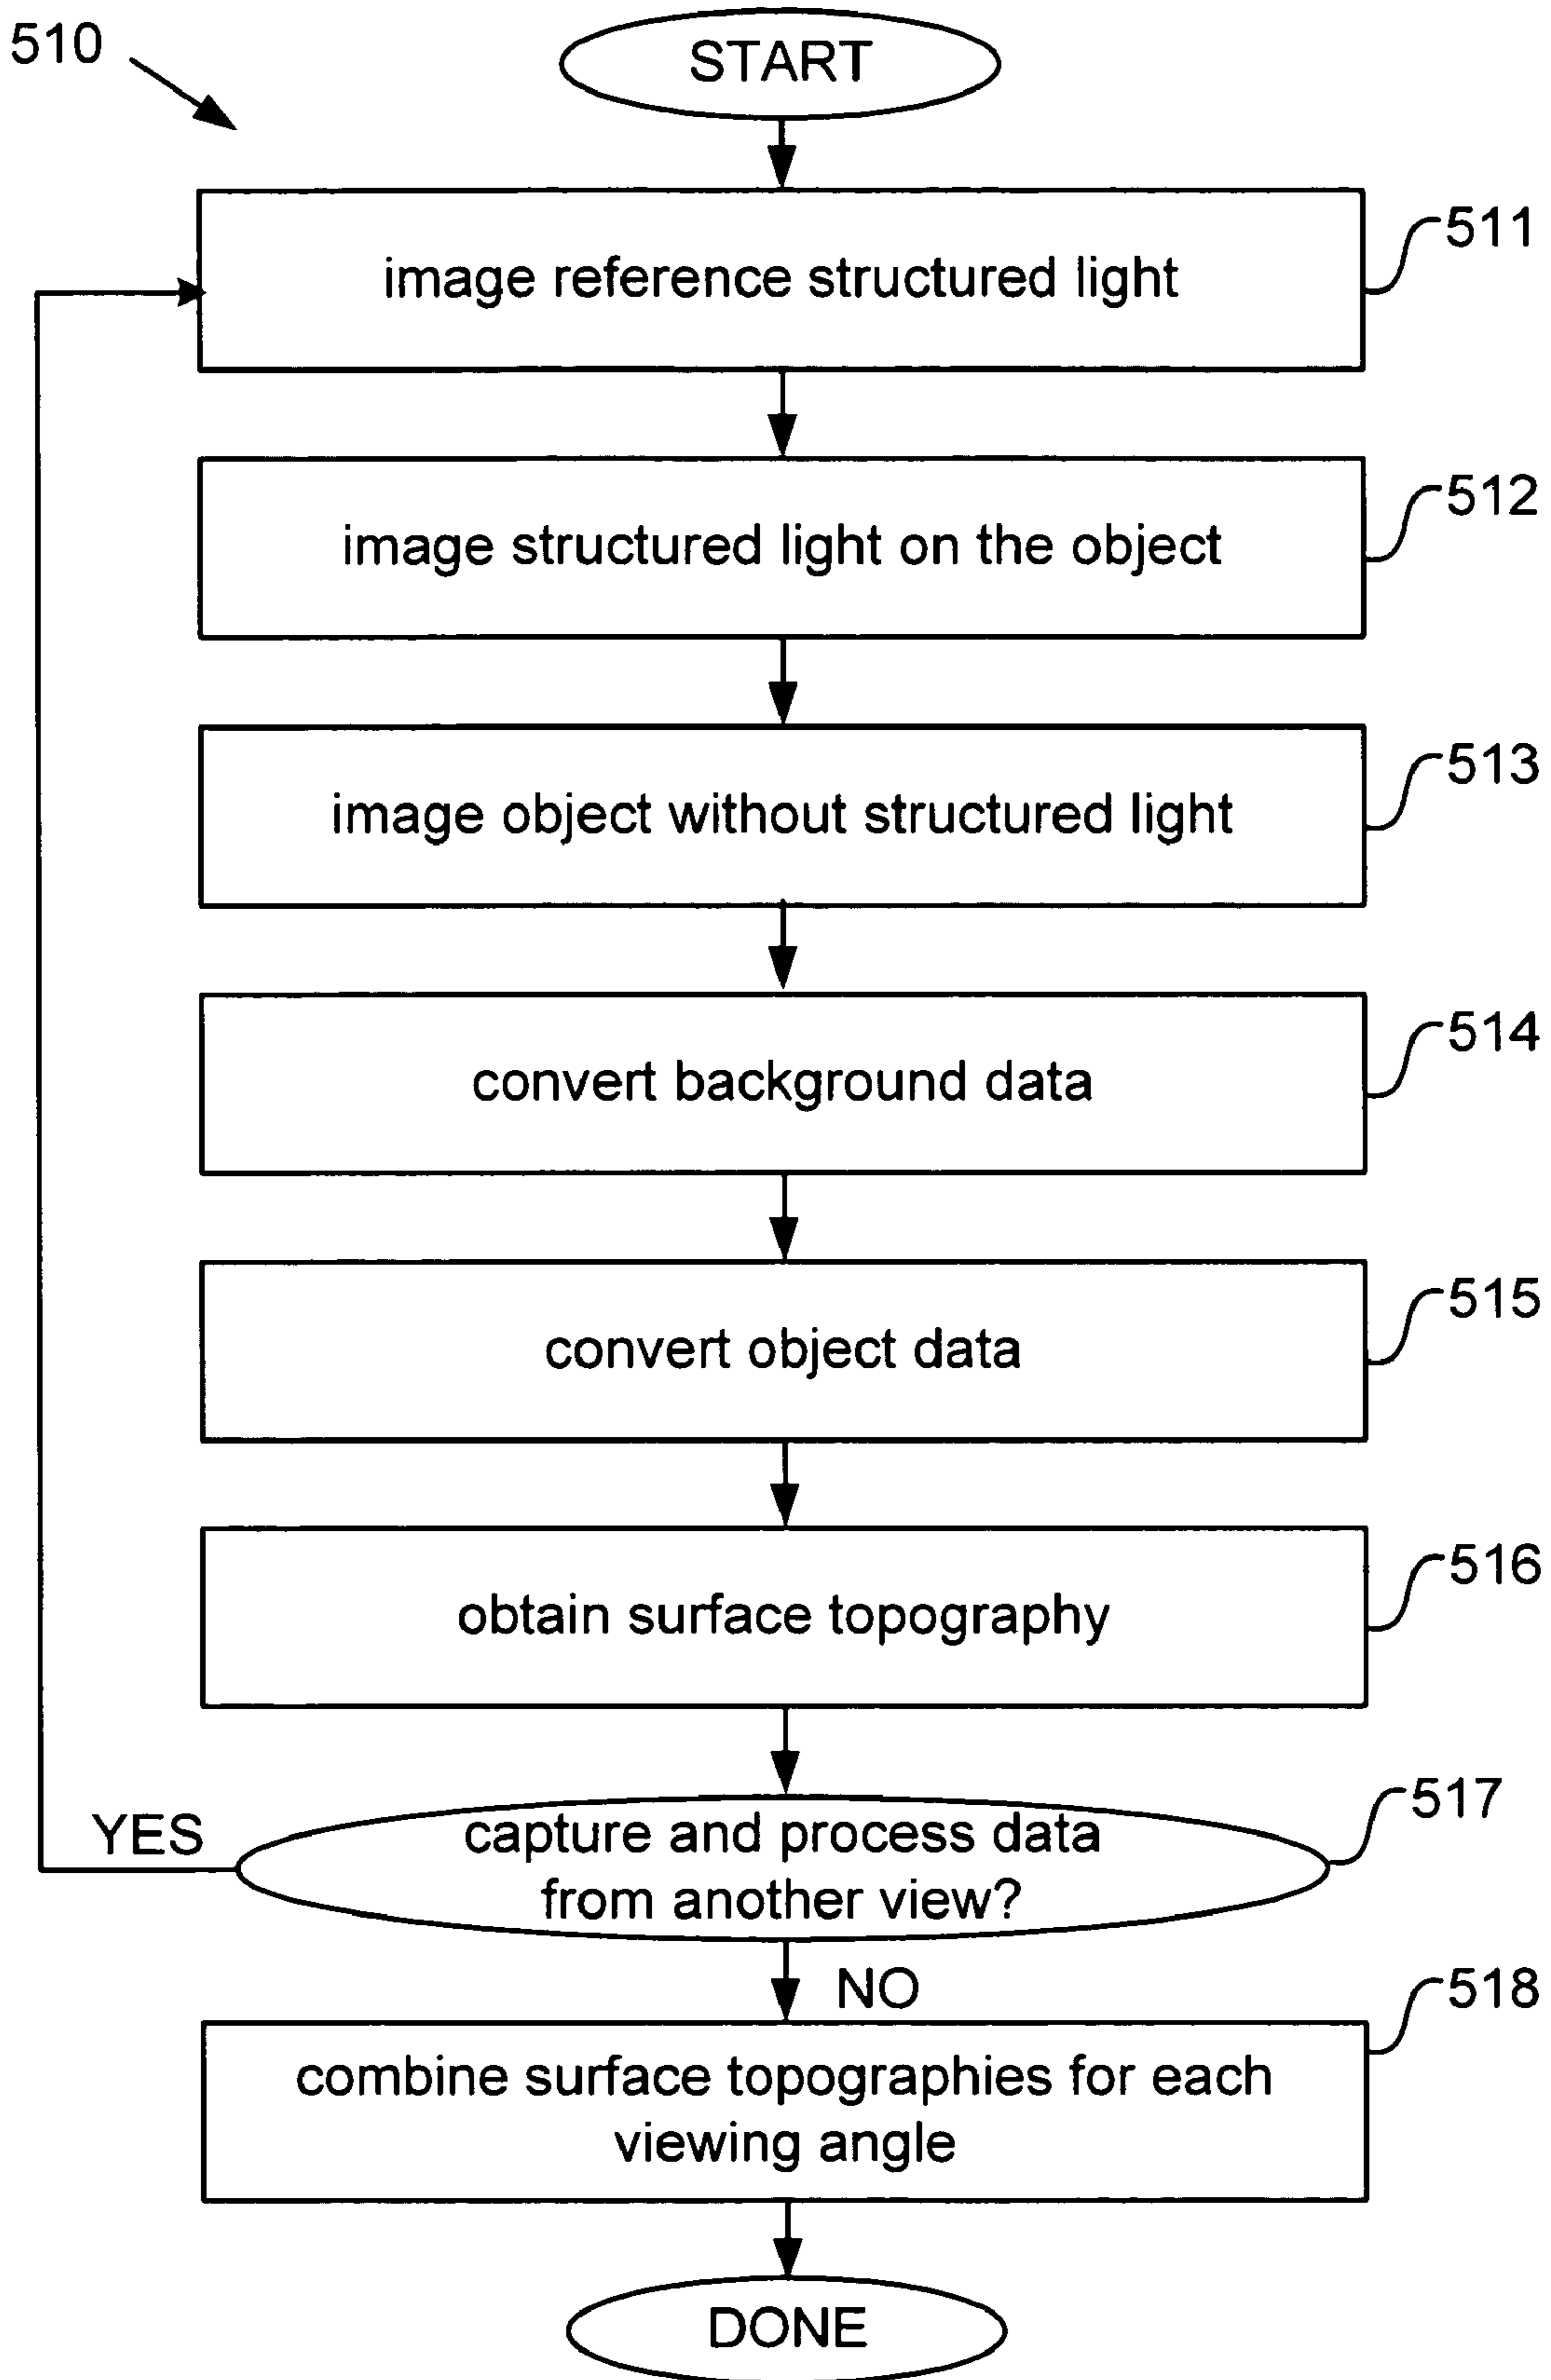 510
START
image reference structured light
511
image structured light on the object
512
image object without structured light
513
convert background data
514
convert object data
515
obtain surface topography
516
capture and process data
from another view?
517
YES
NO
combine surface topographies for each
viewing angle
518
DONE